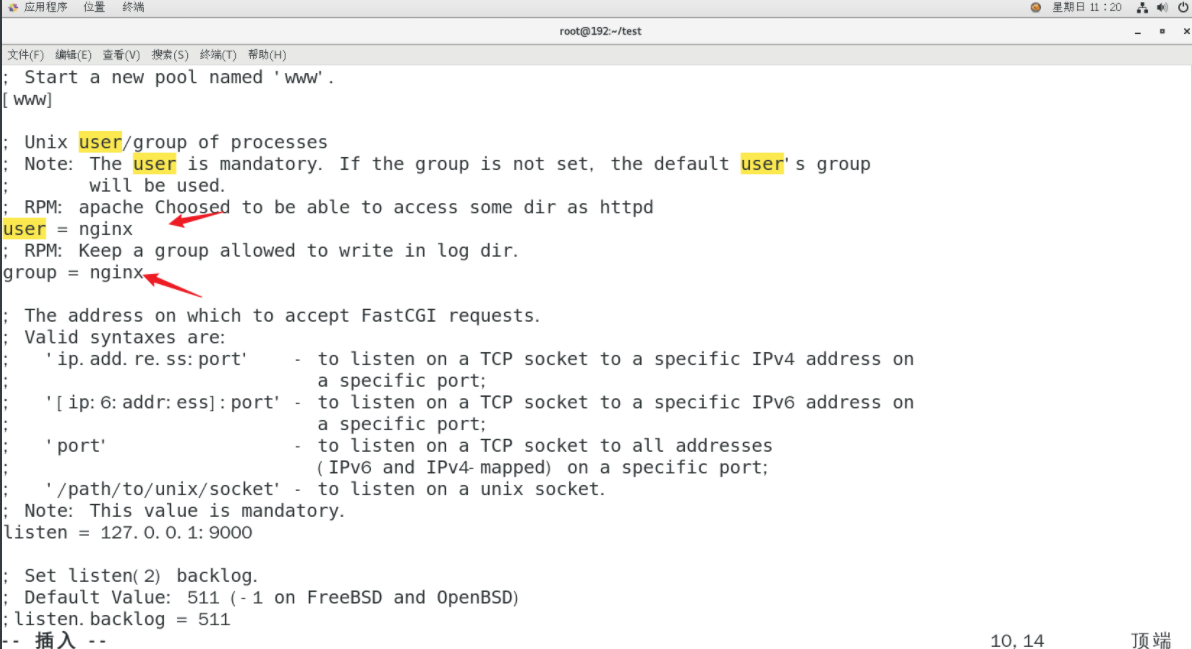 应用程序 位置 终端 星期日 11：20
root@192:~/test
文件(F) 编辑(E) 查看(V) 搜索(S) 终端(T) 帮助(H)
; Start a new pool named 'www'.
[www]
; Unix user/group of processes
; Note: The user is mandatory. If the group is not set, the default user's group
;       will be used.
; RPM: apache Choosed to be able to access some dir as httpd
user = nginx
; RPM: Keep a group allowed to write in log dir.
group = nginx
; The address on which to accept FastCGI requests.
; Valid syntaxes are:
;   'ip.add.re.ss:port'    - to listen on a TCP socket to a specific IPv4 address on
;                            a specific port;
;   '[ip:6:addr:ess]:port' - to listen on a TCP socket to a specific IPv6 address on
;                            a specific port;
;   'port'                 - to listen on a TCP socket to all addresses
;                            (IPv6 and IPv4-mapped) on a specific port;
;   '/path/to/unix/socket' - to listen on a unix socket.
; Note: This value is mandatory.
listen = 127.0.0.1:9000
; Set listen(2) backlog.
; Default Value: 511 (-1 on FreeBSD and OpenBSD)
;listen.backlog = 511
-- 插入 -- 10,14 顶端